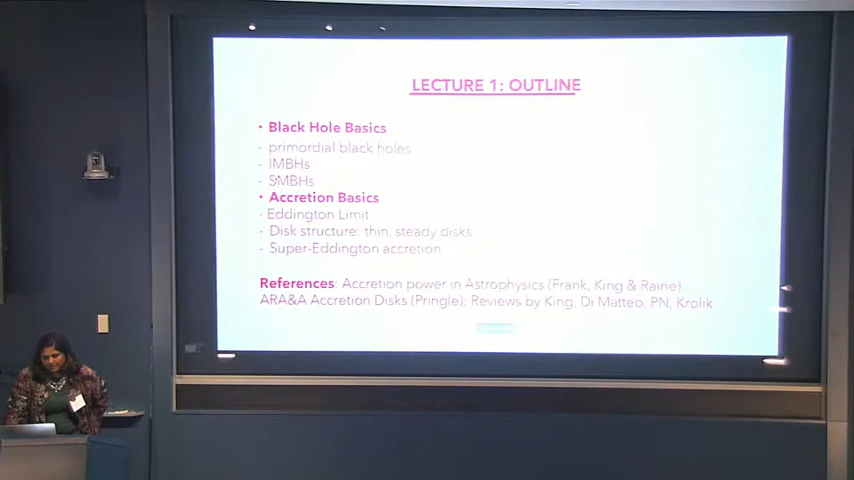 LECTURE 1: OUTLINE
• Black Hole Basics
- primordial black holes
- IMBHs
- SMBHs
• Accretion Basics
- Eddington Limit
- Disk structure: thin, steady disks
- Super-Eddington accretion
References: Accretion power in Astrophysics (Frank, King & Raine)
ARA&A Accretion Disks (Pringle); Reviews by King, Di Matteo, PN, Krolik